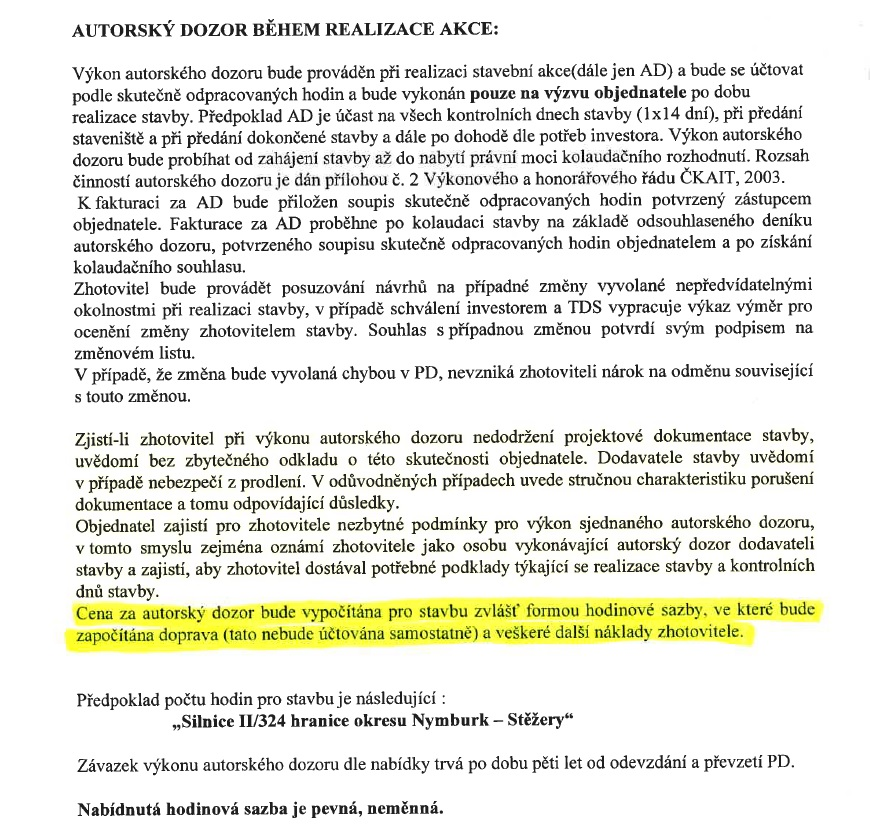 AUTORSKÝ DOZOR BĚHEM REALIZACE AKCE:
Výkon autorského dozoru bude prováděn při realizaci stavební akce(dále jen AD) a bude se účtovat
podle skutečně odpracovaných hodin a bude vykonán pouze na výzvu objednatele po dobu
realizace stavby. Předpoklad AD je účast na všech kontrolních dnech stavby (1x14 dní), při předání
staveniště a při předání dokončené stavby a dále po dohodě dle potřeb investora. Výkon autorského
dozoru bude probíhat od zahájení stavby až do nabytí právní moci kolaudačního rozhodnutí. Rozsah
činností autorského dozoru je dán přílohou č. 2 Výkonového a honorářového řádu ČKAIT, 2003.
K fakturaci za AD bude přiložen soupis skutečně odpracovaných hodin potvrzený zástupcem
objednatele. Fakturace za AD proběhne po kolaudaci stavby na základě odsouhlaseného deníku
autorského dozoru, potvrzeného soupisu skutečně odpracovaných hodin objednatelem a po získání
kolaudačního souhlasu.
Zhotovitel bude provádět posuzování návrhů na případné změny vyvolané nepředvídatelnými
okolnostmi při realizaci stavby, v případě schválení investorem a TDS vypracuje výkaz výměr pro
ocenění změny zhotovitelem stavby. Souhlas s případnou změnou potvrdí svým podpisem na
změnovém listu.
V případě, že změna bude vyvolaná chybou v PD, nevzniká zhotoviteli nárok na odměnu související
s touto změnou.
Zjistí-li zhotovitel při výkonu autorského dozoru nedodržení projektové dokumentace stavby,
uvědomí bez zbytečného odkladu o této skutečnosti objednatele. Dodavatele stavby uvědomí
v případě nebezpečí z prodlení. V odůvodněných případech uvede stručnou charakteristiku porušení
dokumentace a tomu odpovídající důsledky.
Objednatel zajistí pro zhotovitele nezbytné podmínky pro výkon sjednaného autorského dozoru,
v tomto smyslu zejména oznámí zhotovitele jako osobu vykonávající autorský dozor dodavateli
stavby a zajistí, aby zhotovitel dostával potřebné podklady týkající se realizace stavby a kontrolních
dnů stavby.
Cena za autorský dozor bude vypočítána pro stavbu zvlášť formou hodinové sazby, ve které bude
započítána doprava (tato nebude účtována samostatně) a veškeré další náklady zhotovitele.
Předpoklad počtu hodin pro stavbu je následující :
„Silnice II/324 hranice okresu Nymburk – Stěžery“
Závazek výkonu autorského dozoru dle nabídky trvá po dobu pěti let od odevzdání a převzetí PD.
Nabídnutá hodinová sazba je pevná, neměnná.